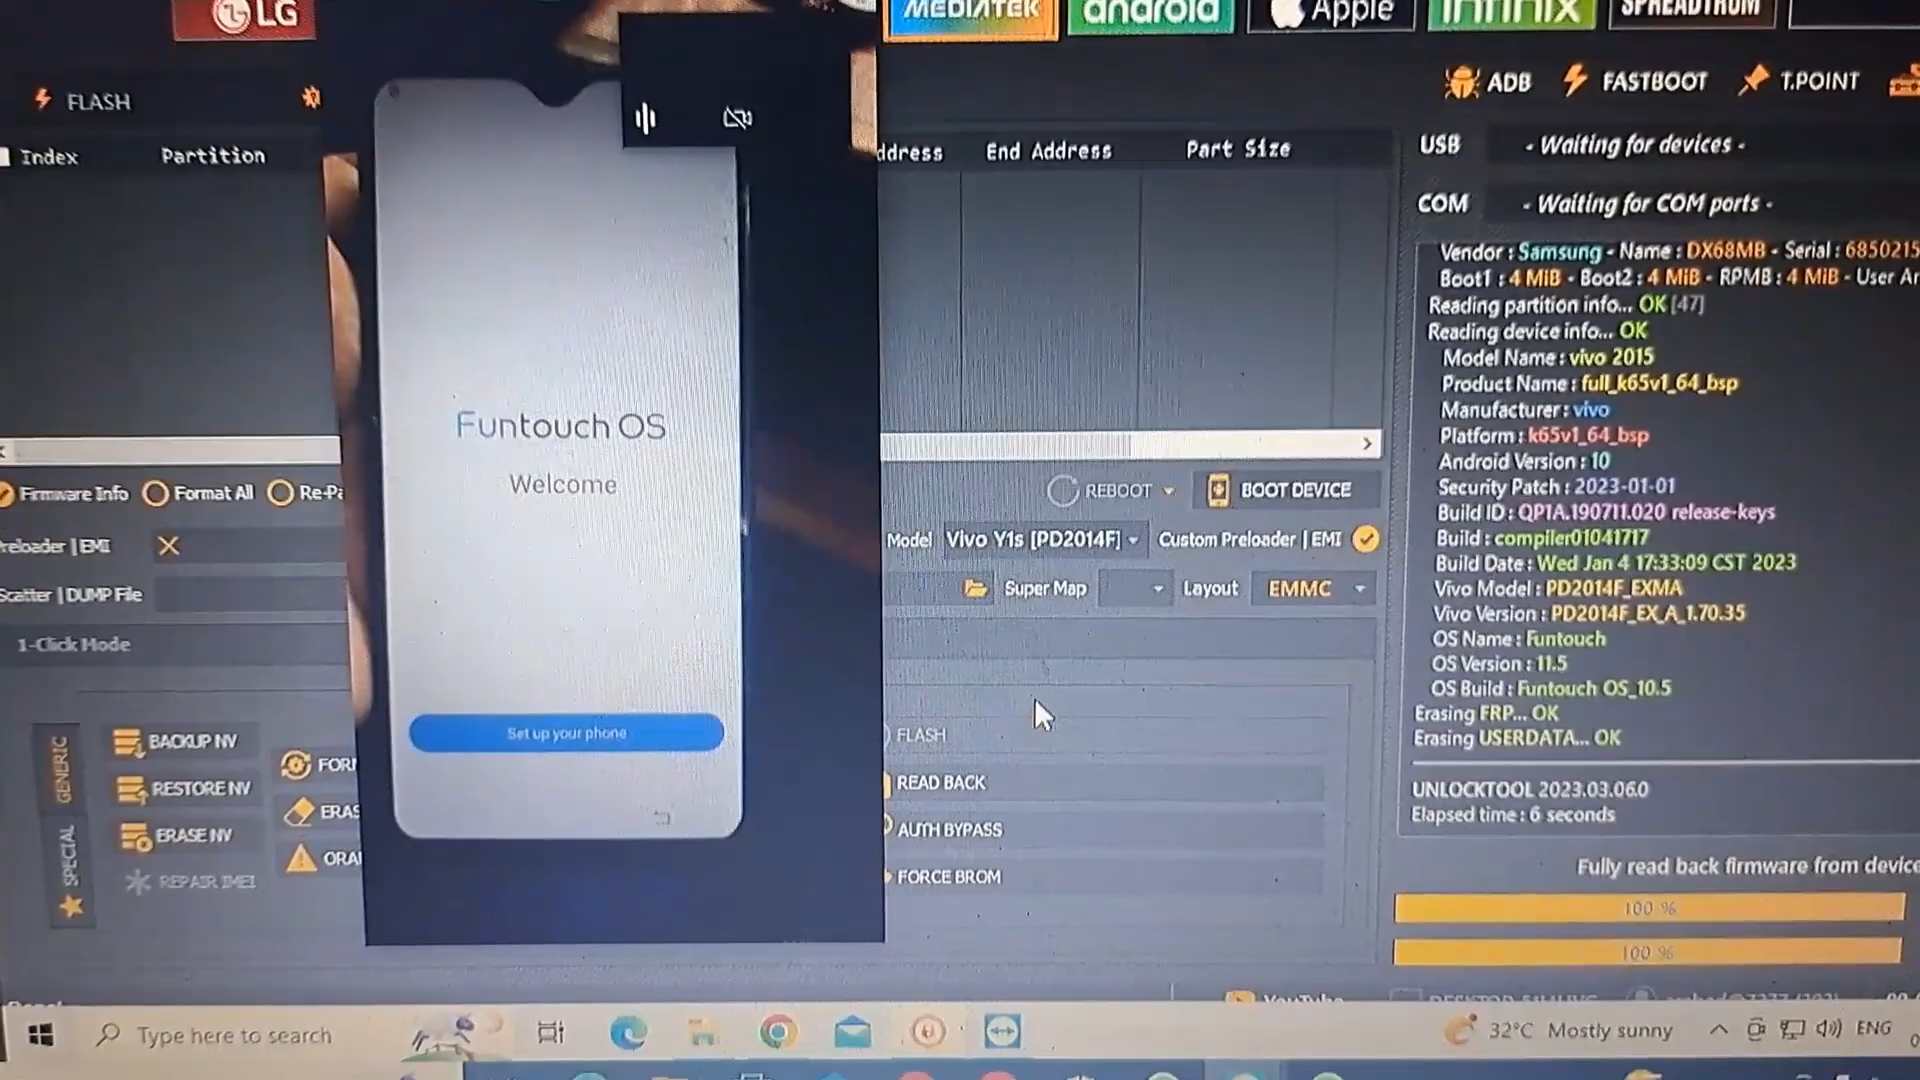 LG
MEDIATEK
android
Apple
Infinix
SPREADTRUM
FLASH
ADB
FASTBOOT
T.POINT
Index
Partition
ddress
End Address
Part Size
USB
- Waiting for devices -
COM
- Waiting for COM ports -
Vendor : Samsung - Name : DX68MB - Serial : 6850215
Boot1 : 4 MiB - Boot2 : 4 MiB - RPMB : 4 MiB - User Ar
Reading partition info... OK [47]
Reading device info... OK
Model Name : vivo 2015
Product Name : full_k65v1_64_bsp
Manufacturer : vivo
Platform : k65v1_64_bsp
Android Version : 10
Security Patch : 2023-01-01
Build ID : QP1A.190711.020 release-keys
Build : compiler01041717
Build Date : Wed Jan 4 17:33:09 CST 2023
Vivo Model : PD2014F_EXMA
Vivo Version : PD2014F_EX_A_1.70.35
OS Name : Funtouch
OS Version : 11.5
OS Build : Funtouch OS_10.5
Erasing FRP... OK
Erasing USERDATA... OK
UNLOCKTOOL 2023.03.06.0
Elapsed time : 6 seconds
Fully read back firmware from device
100 %
100 %
Funtouch OS
Welcome
Set up your phone
Firmware Info
Format All
Re-Pa
reloader | EMI
Scatter | DUMP File
1-Click Mode
GENERIC
SPECIAL
BACKUP NV
RESTORE NV
ERASE NV
REPAIR IMEI
FORM
ERAS
ORA
REBOOT
BOOT DEVICE
Model
Vivo Y1s [PD2014F]
Custom Preloader | EMI
Super Map
Layout
EMMC
FLASH
READ BACK
AUTH BYPASS
FORCE BROM
YouTube
Type here to search
32°C Mostly sunny
ENG